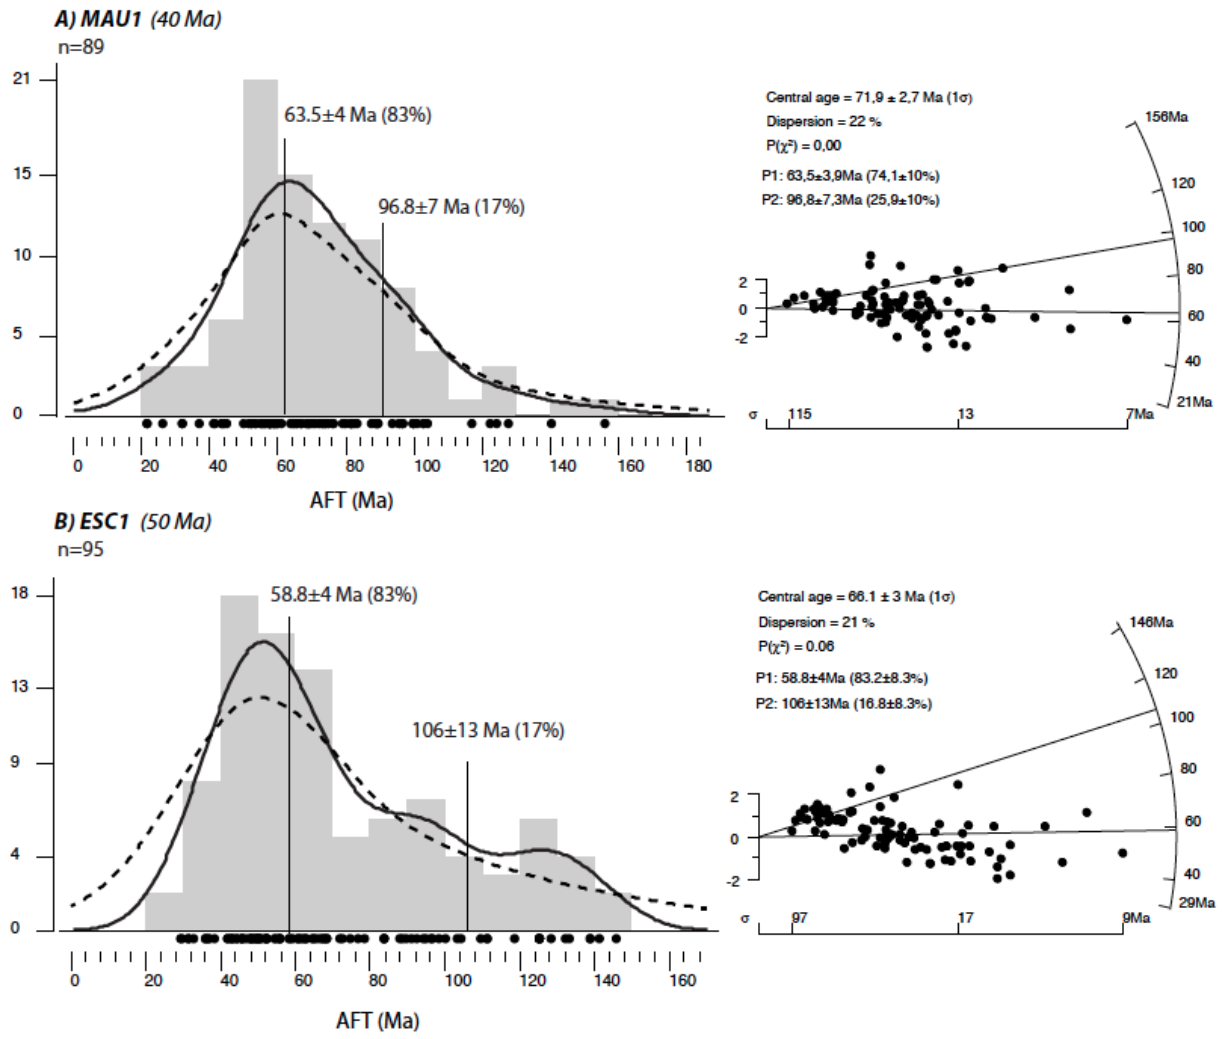 A) MAU1 (40 Ma)
n=89
21
15
10
5
0
63.5±4 Ma (83%)
96.8±7 Ma (17%)
0 20 40 60 80 100 120 140 160 180
AFT (Ma)
Central age = 71,9 ± 2,7 Ma (1σ)
Dispersion = 22 %
P(χ²) = 0,00
P1: 63,5±3,9Ma (74,1±10%)
P2: 96,8±7,3Ma (25,9±10%)
156Ma
120
100
80
60
40
21Ma
2
0
-2
σ 115 13 7Ma
B) ESC1 (50 Ma)
n=95
18
13
9
4
0
58.8±4 Ma (83%)
106±13 Ma (17%)
0 20 40 60 80 100 120 140 160
AFT (Ma)
Central age = 66.1 ± 3 Ma (1σ)
Dispersion = 21 %
P(χ²) = 0.06
P1: 58.8±4Ma (83.2±8.3%)
P2: 106±13Ma (16.8±8.3%)
146Ma
120
100
80
60
40
29Ma
2
0
-2
σ 97 17 9Ma